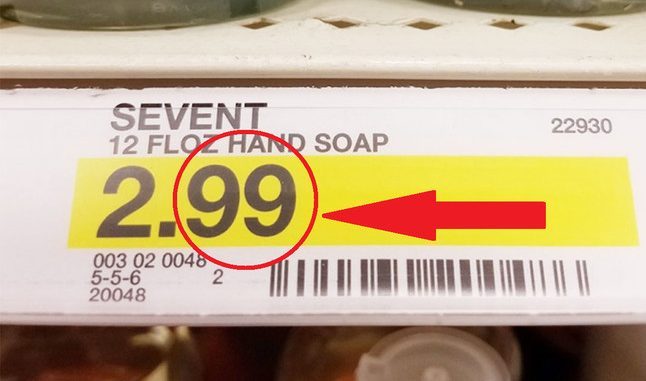 SEVENT
22930
12 FLOZ HAND SOAP
2.99
003 02 0048
5-5-6 2
20048